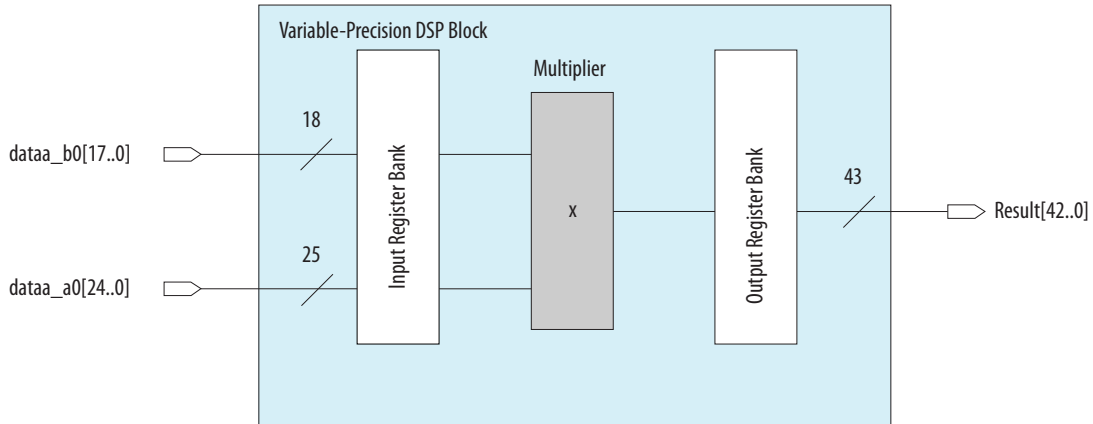 Variable-Precision DSP Block
Multiplier
18
dataa_b0[17..0]
Input Register Bank
x
Output Register Bank
43
Result[42..0]
25
dataa_a0[24..0]